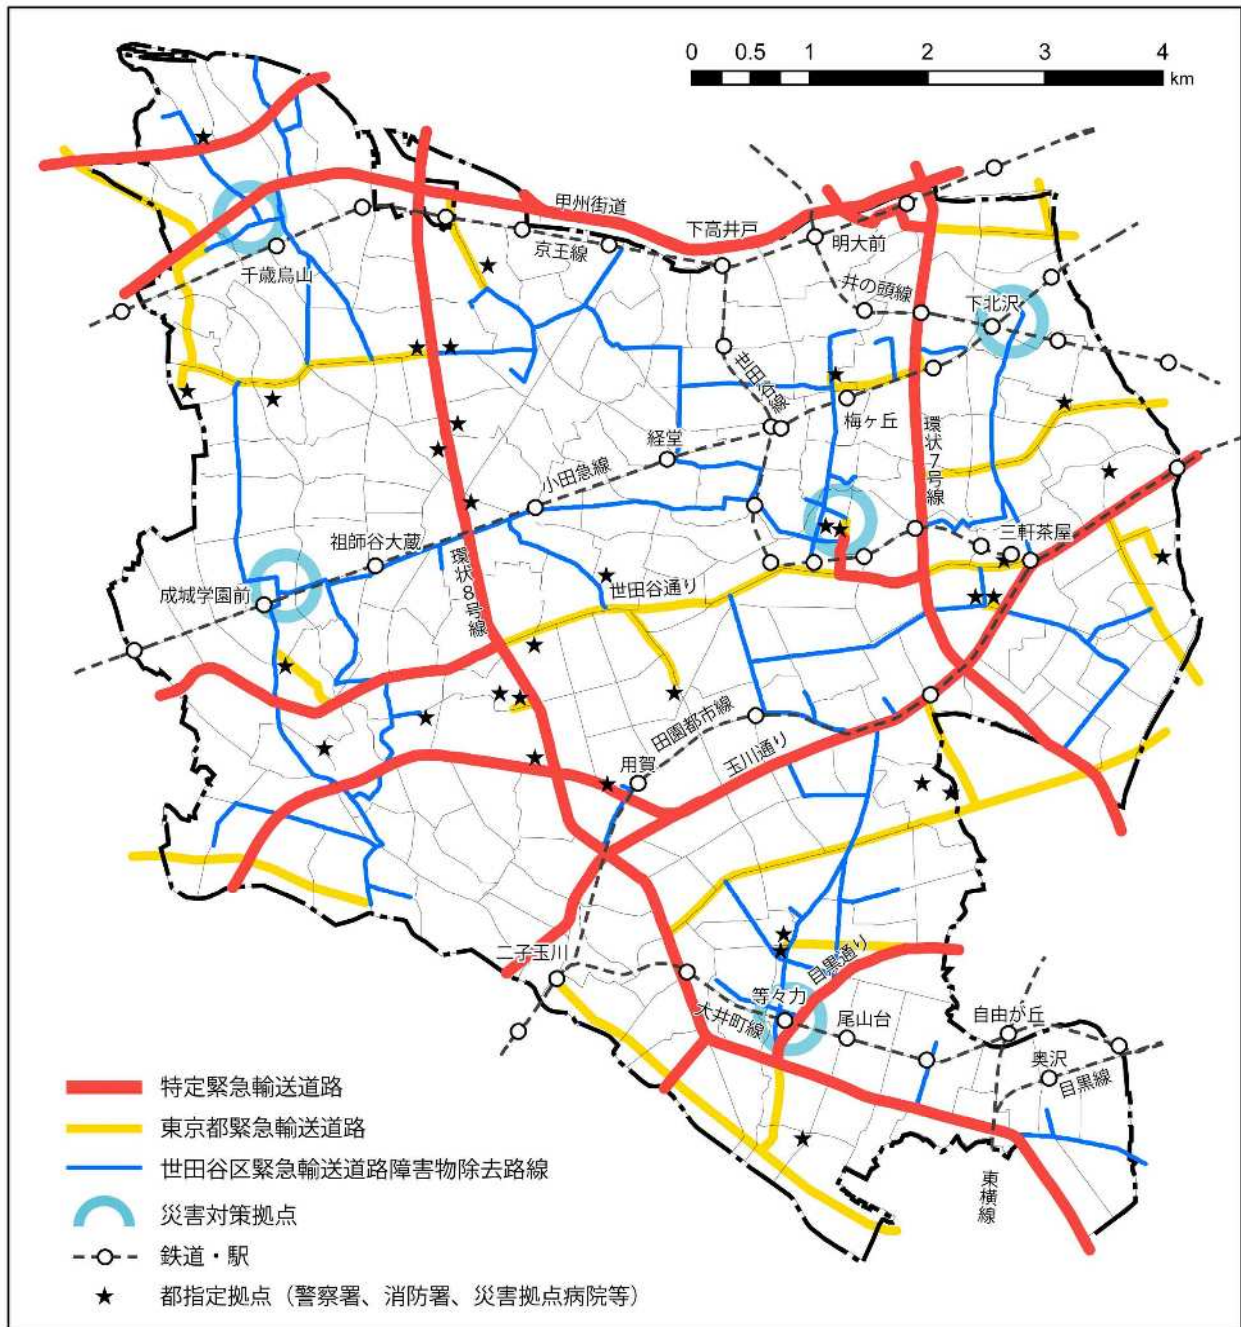 0 0.5 1 2 3 4
km
甲州街道
下高井戸
京王線
明大前
千歳烏山
井の頭線
下北沢
世田谷線
梅ヶ丘
環状7号線
経堂
小田急線
祖師谷大蔵
三軒茶屋
成城学園前
環状8号線
世田谷通り
田園都市線
用賀
玉川通り
二子玉川
目黒通り
等々力
大井町線
尾山台
自由が丘
奥沢
目黒線
東横線
特定緊急輸送道路
東京都緊急輸送道路
世田谷区緊急輸送道路障害物除去路線
災害対策拠点
鉄道・駅
都指定拠点（警察署、消防署、災害拠点病院等）